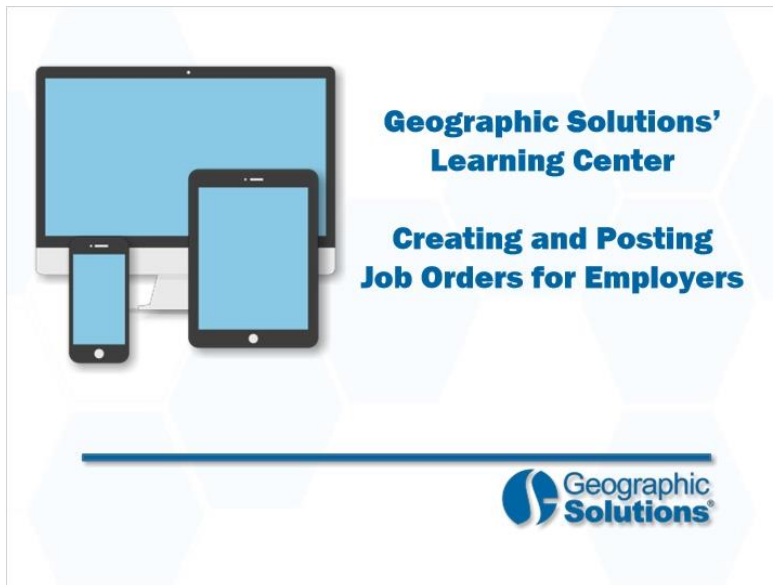 Geographic Solutions’
Learning Center
Creating and Posting
Job Orders for Employers
Geographic
Solutions®